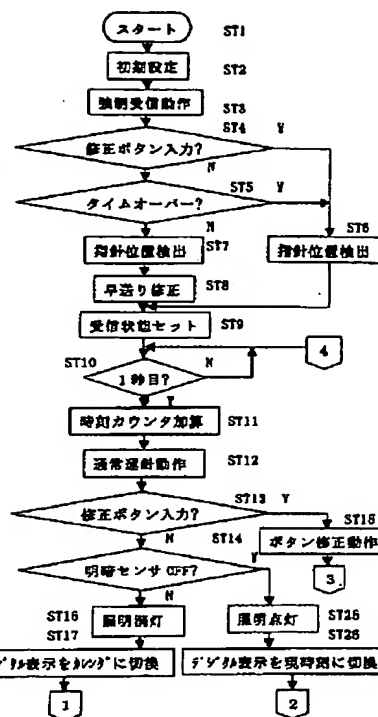 スタート ST1
初期設定 ST2
強制受信動作 ST3
ST4 Y
修正ボタン入力?
N
ST5 Y
タイムオーバー?
N
ST6
指針位置検出 ST7 指針位置検出
早送り修正 ST8
受信状態セット ST9
4
ST10 N
1秒目?
Y
時刻カウンタ加算 ST11
通常運針動作 ST12
ST13 Y
修正ボタン入力?
N ST14 ST15
ボタン修正動作
Y
明暗センサOFF? 3
N
ST16 照明消灯 照明点灯 ST25
ST17 ST26
ジタル表示をカレンダに切換 デジタル表示を現時刻に切換
1 2